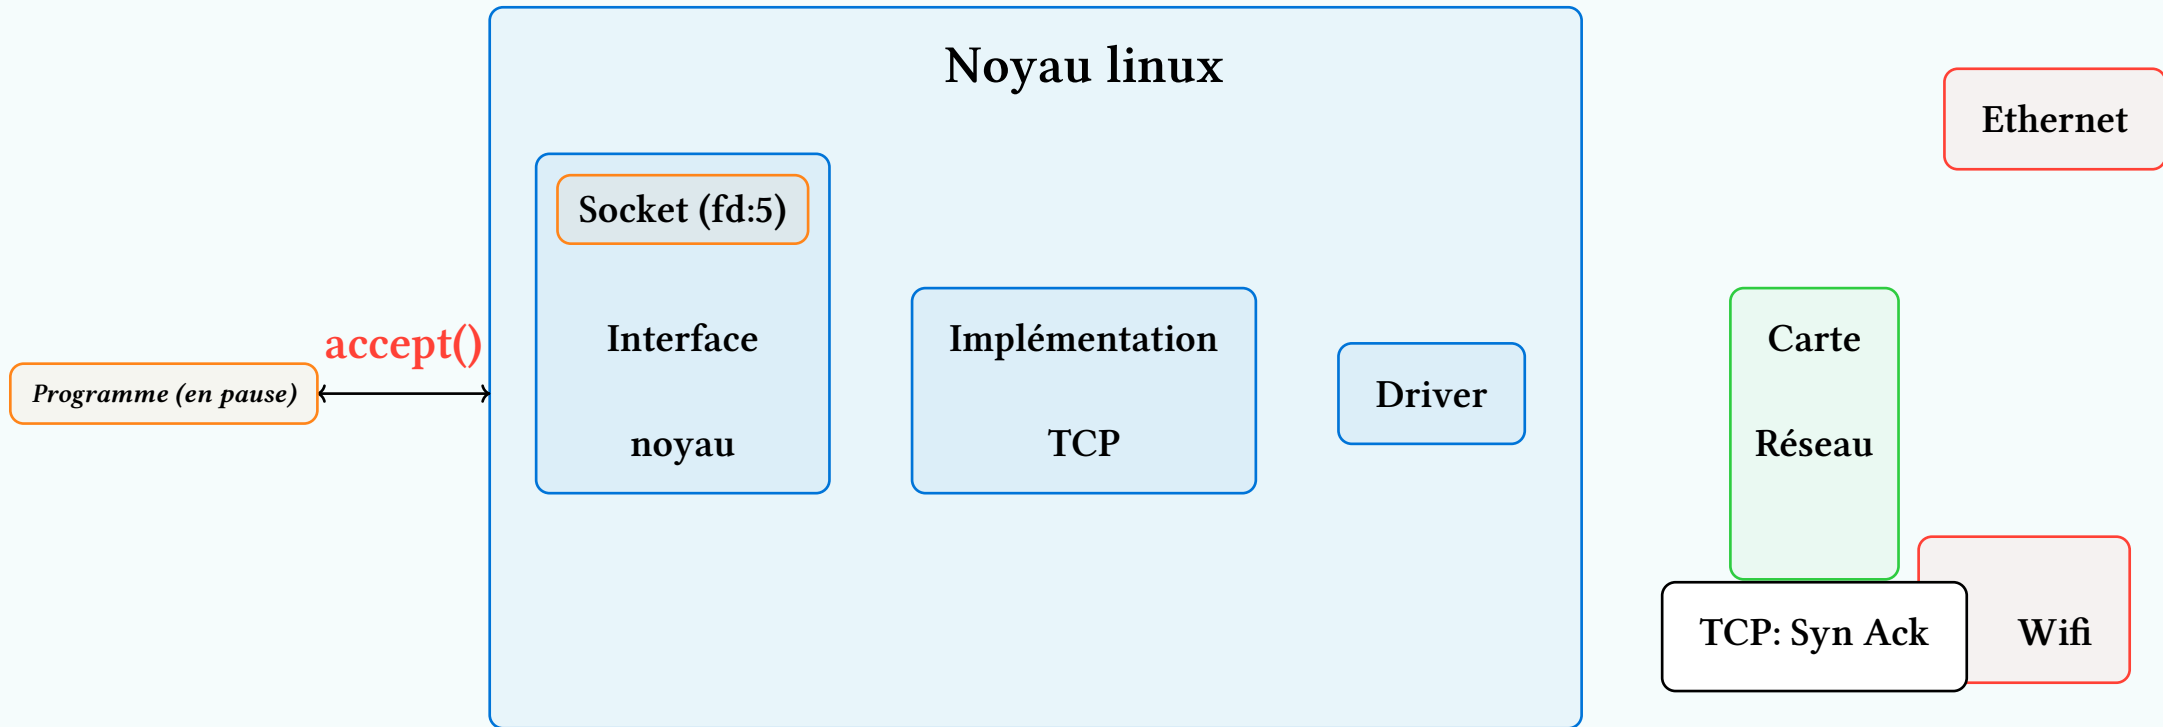 Noyau linux
Ethernet
Socket (fd:5)
accept()
Programme (en pause)
Interface
noyau
Implémentation
TCP
Driver
Carte
Réseau
TCP: Syn Ack
Wifi